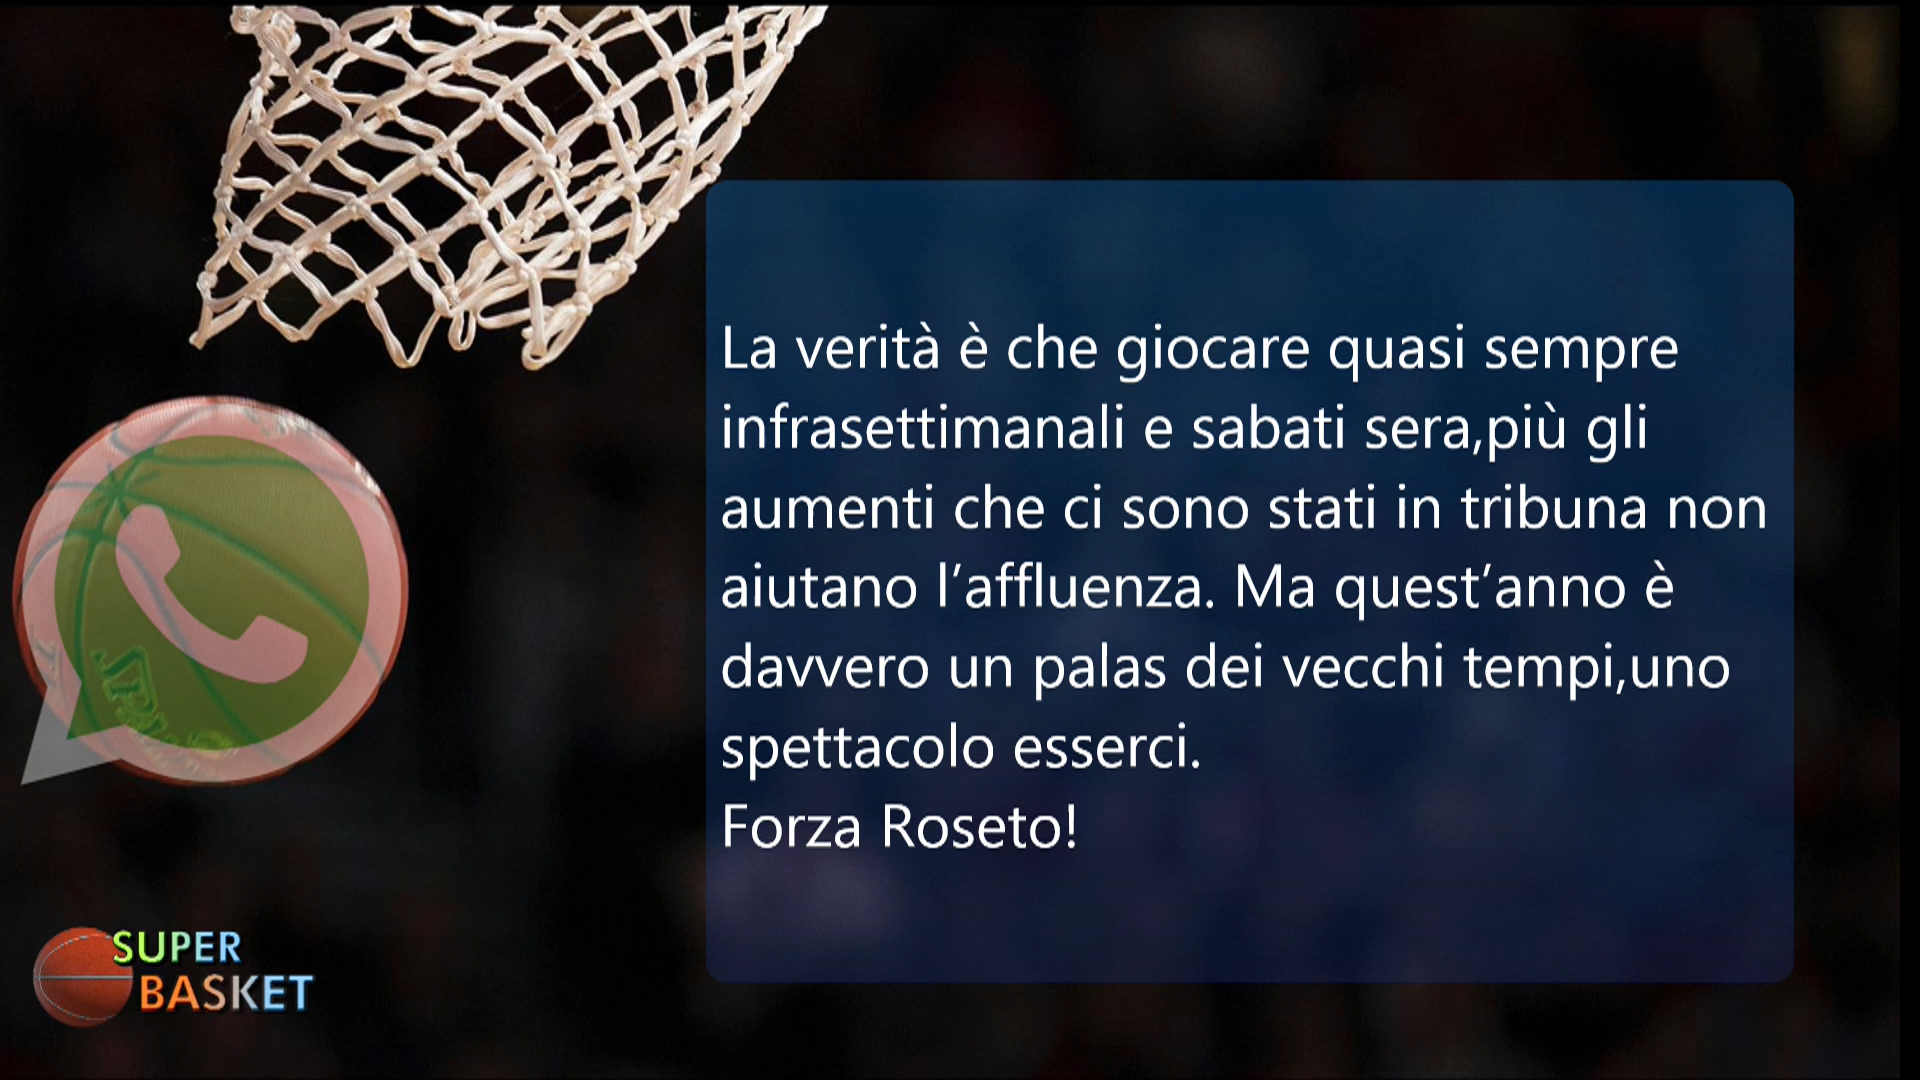 La verità è che giocare quasi sempre
infrasettimanali e sabati sera,più gli
aumenti che ci sono stati in tribuna non
aiutano l’affluenza. Ma quest’anno è
davvero un palas dei vecchi tempi,uno
spettacolo esserci.
Forza Roseto!
SUPER
BASKET